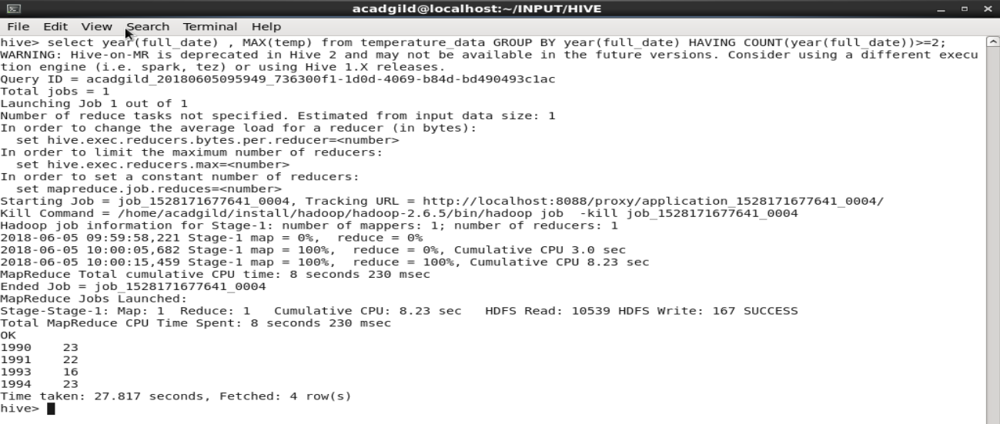 acadgild@localhost:~/INPUT/HIVE
File Edit View Search Terminal Help
hive> select year(full_date) , MAX(temp) from temperature_data GROUP BY year(full_date) HAVING COUNT(year(full_date))>=2;
WARNING: Hive-on-MR is deprecated in Hive 2 and may not be available in the future versions. Consider using a different execu
tion engine (i.e. spark, tez) or using Hive 1.X releases.
Query ID = acadgild_20180605095949_736300f1-1d0d-4069-b84d-bd490493c1ac
Total jobs = 1
Launching Job 1 out of 1
Number of reduce tasks not specified. Estimated from input data size: 1
In order to change the average load for a reducer (in bytes):
  set hive.exec.reducers.bytes.per.reducer=<number>
In order to limit the maximum number of reducers:
  set hive.exec.reducers.max=<number>
In order to set a constant number of reducers:
  set mapreduce.job.reduces=<number>
Starting Job = job_1528171677641_0004, Tracking URL = http://localhost:8088/proxy/application_1528171677641_0004/
Kill Command = /home/acadgild/install/hadoop/hadoop-2.6.5/bin/hadoop job  -kill job_1528171677641_0004
Hadoop job information for Stage-1: number of mappers: 1; number of reducers: 1
2018-06-05 09:59:58,221 Stage-1 map = 0%,  reduce = 0%
2018-06-05 10:00:05,682 Stage-1 map = 100%,  reduce = 0%, Cumulative CPU 3.0 sec
2018-06-05 10:00:15,459 Stage-1 map = 100%,  reduce = 100%, Cumulative CPU 8.23 sec
MapReduce Total cumulative CPU time: 8 seconds 230 msec
Ended Job = job_1528171677641_0004
MapReduce Jobs Launched:
Stage-Stage-1: Map: 1  Reduce: 1   Cumulative CPU: 8.23 sec   HDFS Read: 10539 HDFS Write: 167 SUCCESS
Total MapReduce CPU Time Spent: 8 seconds 230 msec
OK
1990    23
1991    22
1993    16
1994    23
Time taken: 27.817 seconds, Fetched: 4 row(s)
hive>